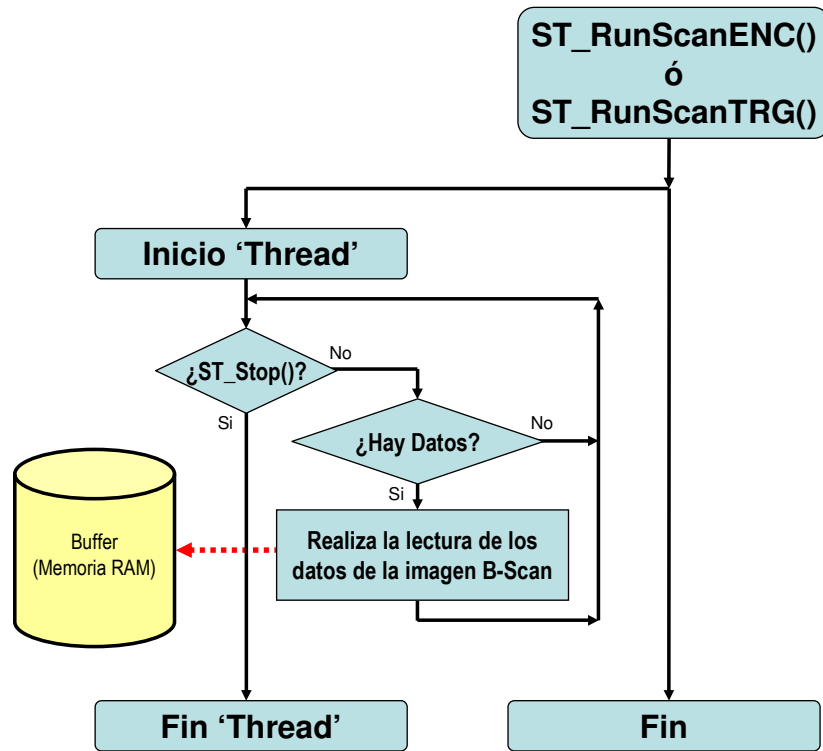 ST_RunScanENC()
ó
ST_RunScanTRG()
Inicio ‘Thread’
¿ST_Stop()?
No
Si
¿Hay Datos?
No
Si
Buffer
(Memoria RAM)
Realiza la lectura de los
datos de la imagen B-Scan
Fin ‘Thread’
Fin